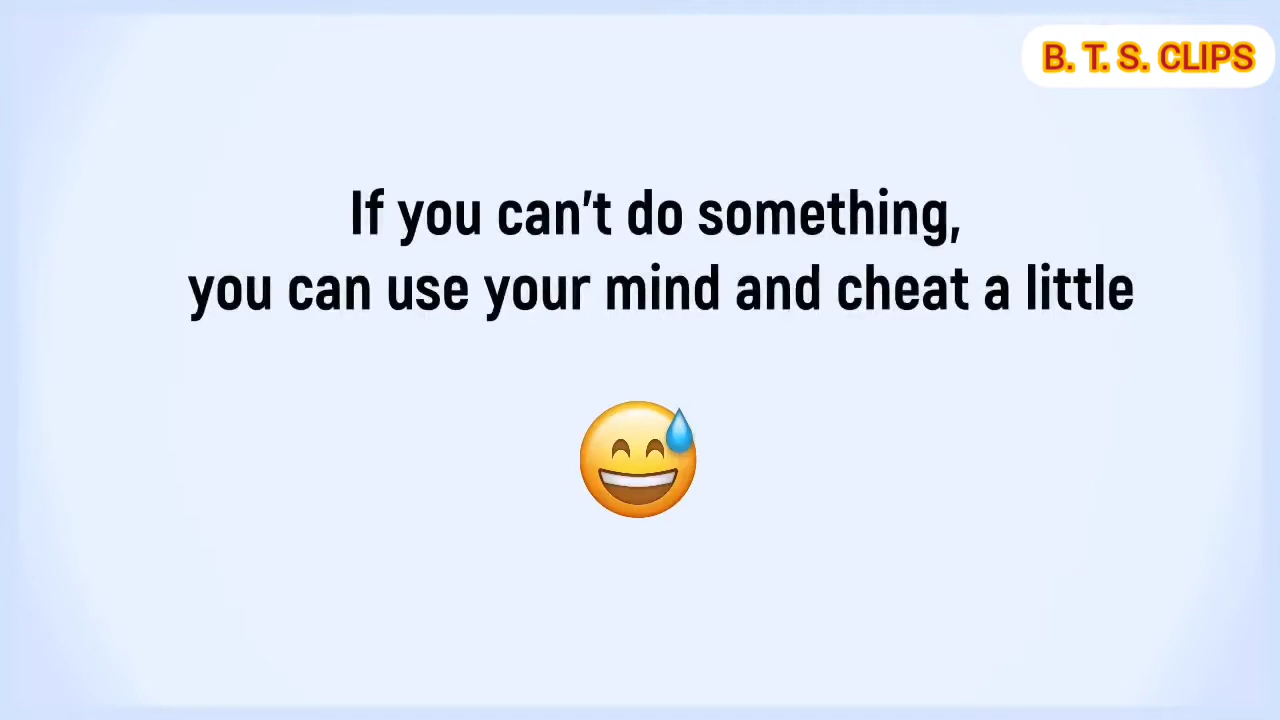 B. T. S. CLIPS
If you can't do something,
you can use your mind and cheat a little